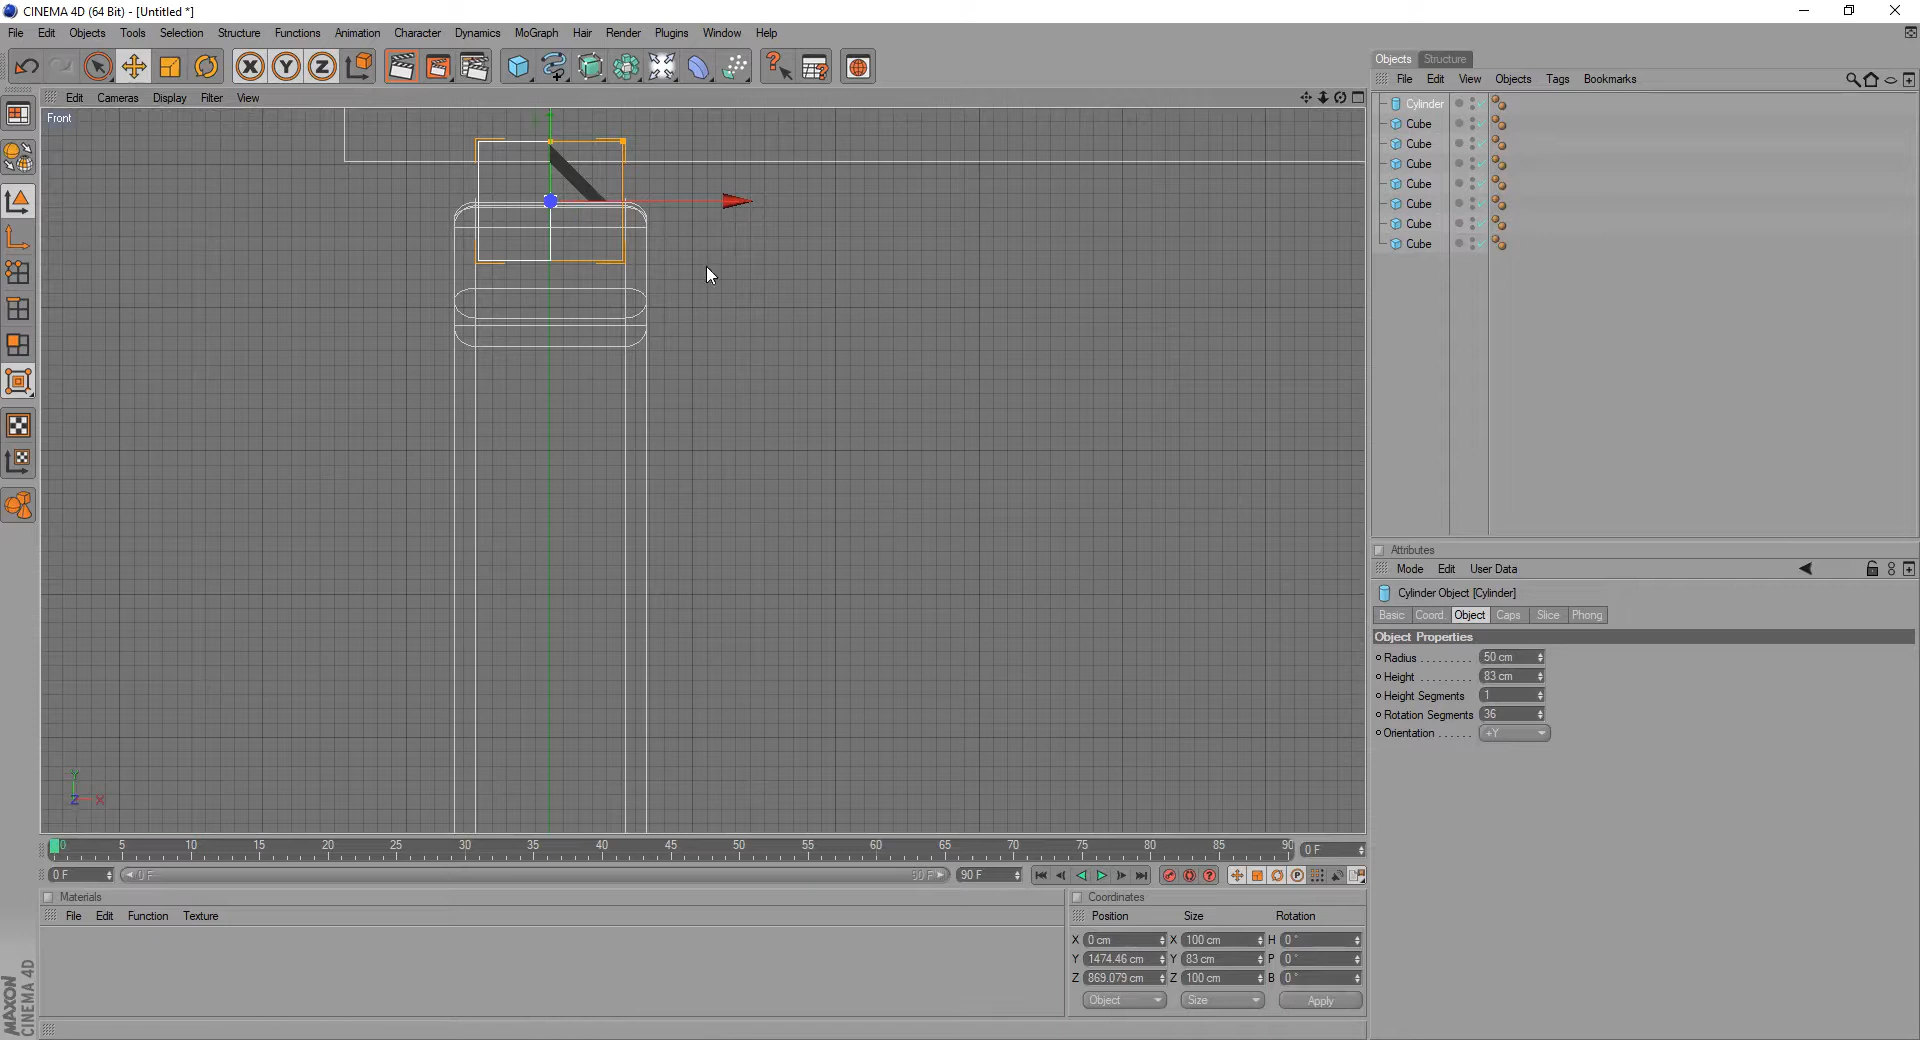 CINEMA 4D (64 Bit) - [Untitled *]
File Edit Objects Tools Selection Structure Functions Animation Character Dynamics MoGraph Hair Render Plugins Window Help
Objects Structure
File Edit View Objects Tags Bookmarks
Edit Cameras Display Filter View
Front
Cylinder
Cube
Cube
Cube
Cube
Cube
Cube
Cube
Attributes
Mode Edit User Data
Cylinder Object [Cylinder]
Basic Coord. Object Caps Slice Phong
Object Properties
Radius . . . . . . . . . 50 cm
Height . . . . . . . . . 83 cm
Height Segments 1
Rotation Segments 36
Orientation . . . . . . +Y
Y
Z X
0 5 10 15 20 25 30 35 40 45 50 55 60 65 70 75 80 85 90 0 F
0 F 0 F 90 F 90 F
Materials
File Edit Function Texture
Coordinates
Position Size Rotation
X 0 cm X 100 cm H 0 °
Y 1474.46 cm Y 83 cm P 0 °
Z 869.079 cm Z 100 cm B 0 °
Object Size Apply
MAXON
CINEMA 4D